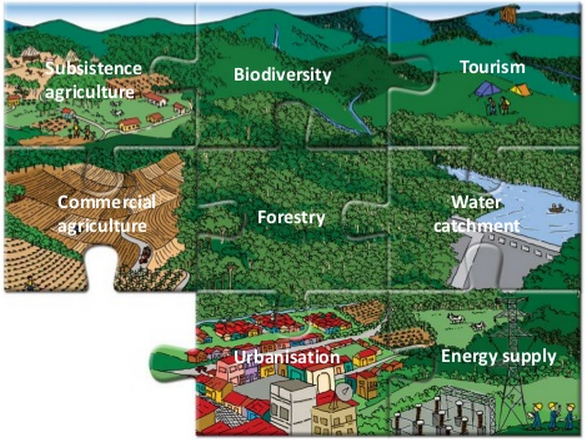 Subsistence
agriculture
Biodiversity
Tourism
Commercial
agriculture
Forestry
Water
catchment
Urbanisation
Energy supply